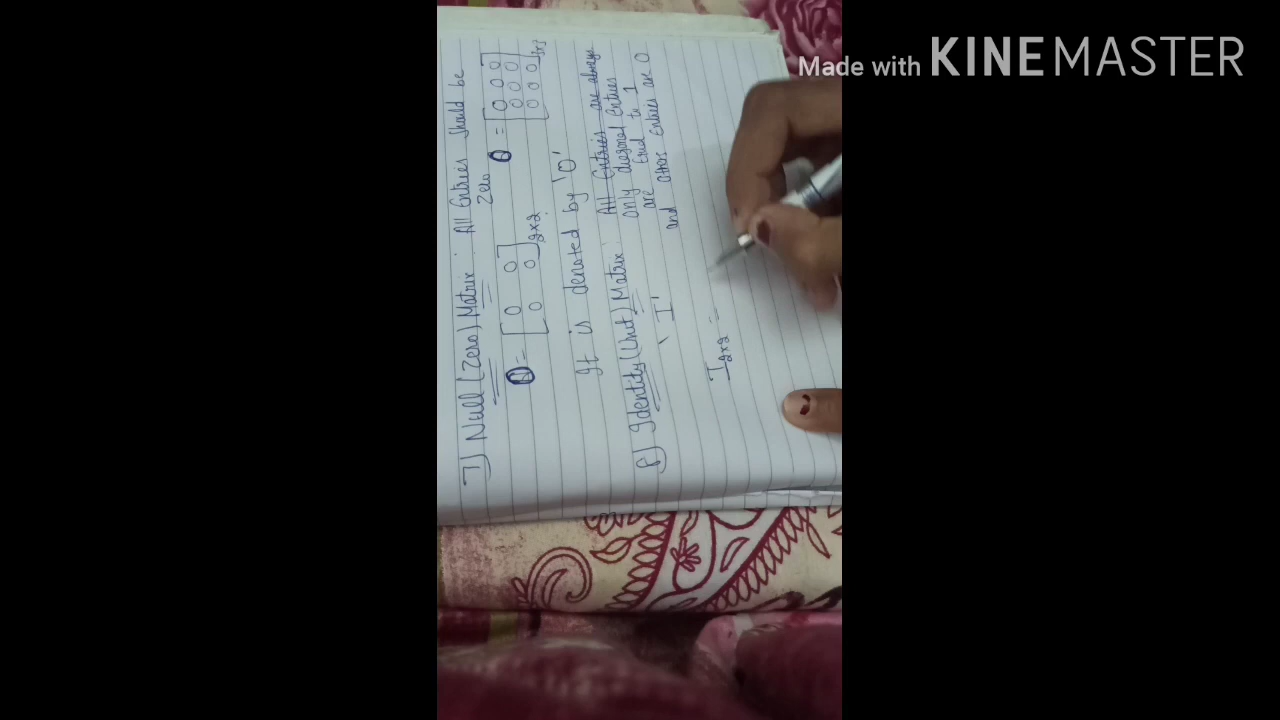 Made with KINEMASTER
7) Null (Zero) Matrix : All Entries should be
zero
O = [0 0
0 0]2x2
O = [0 0 0
0 0 0
0 0 0]3x3
It is denoted by 'O'
8) Identity (Unit) Matrix : All Entries are always
'I' only diagonal entries
are to 1
and entries are 0
I2x2 =